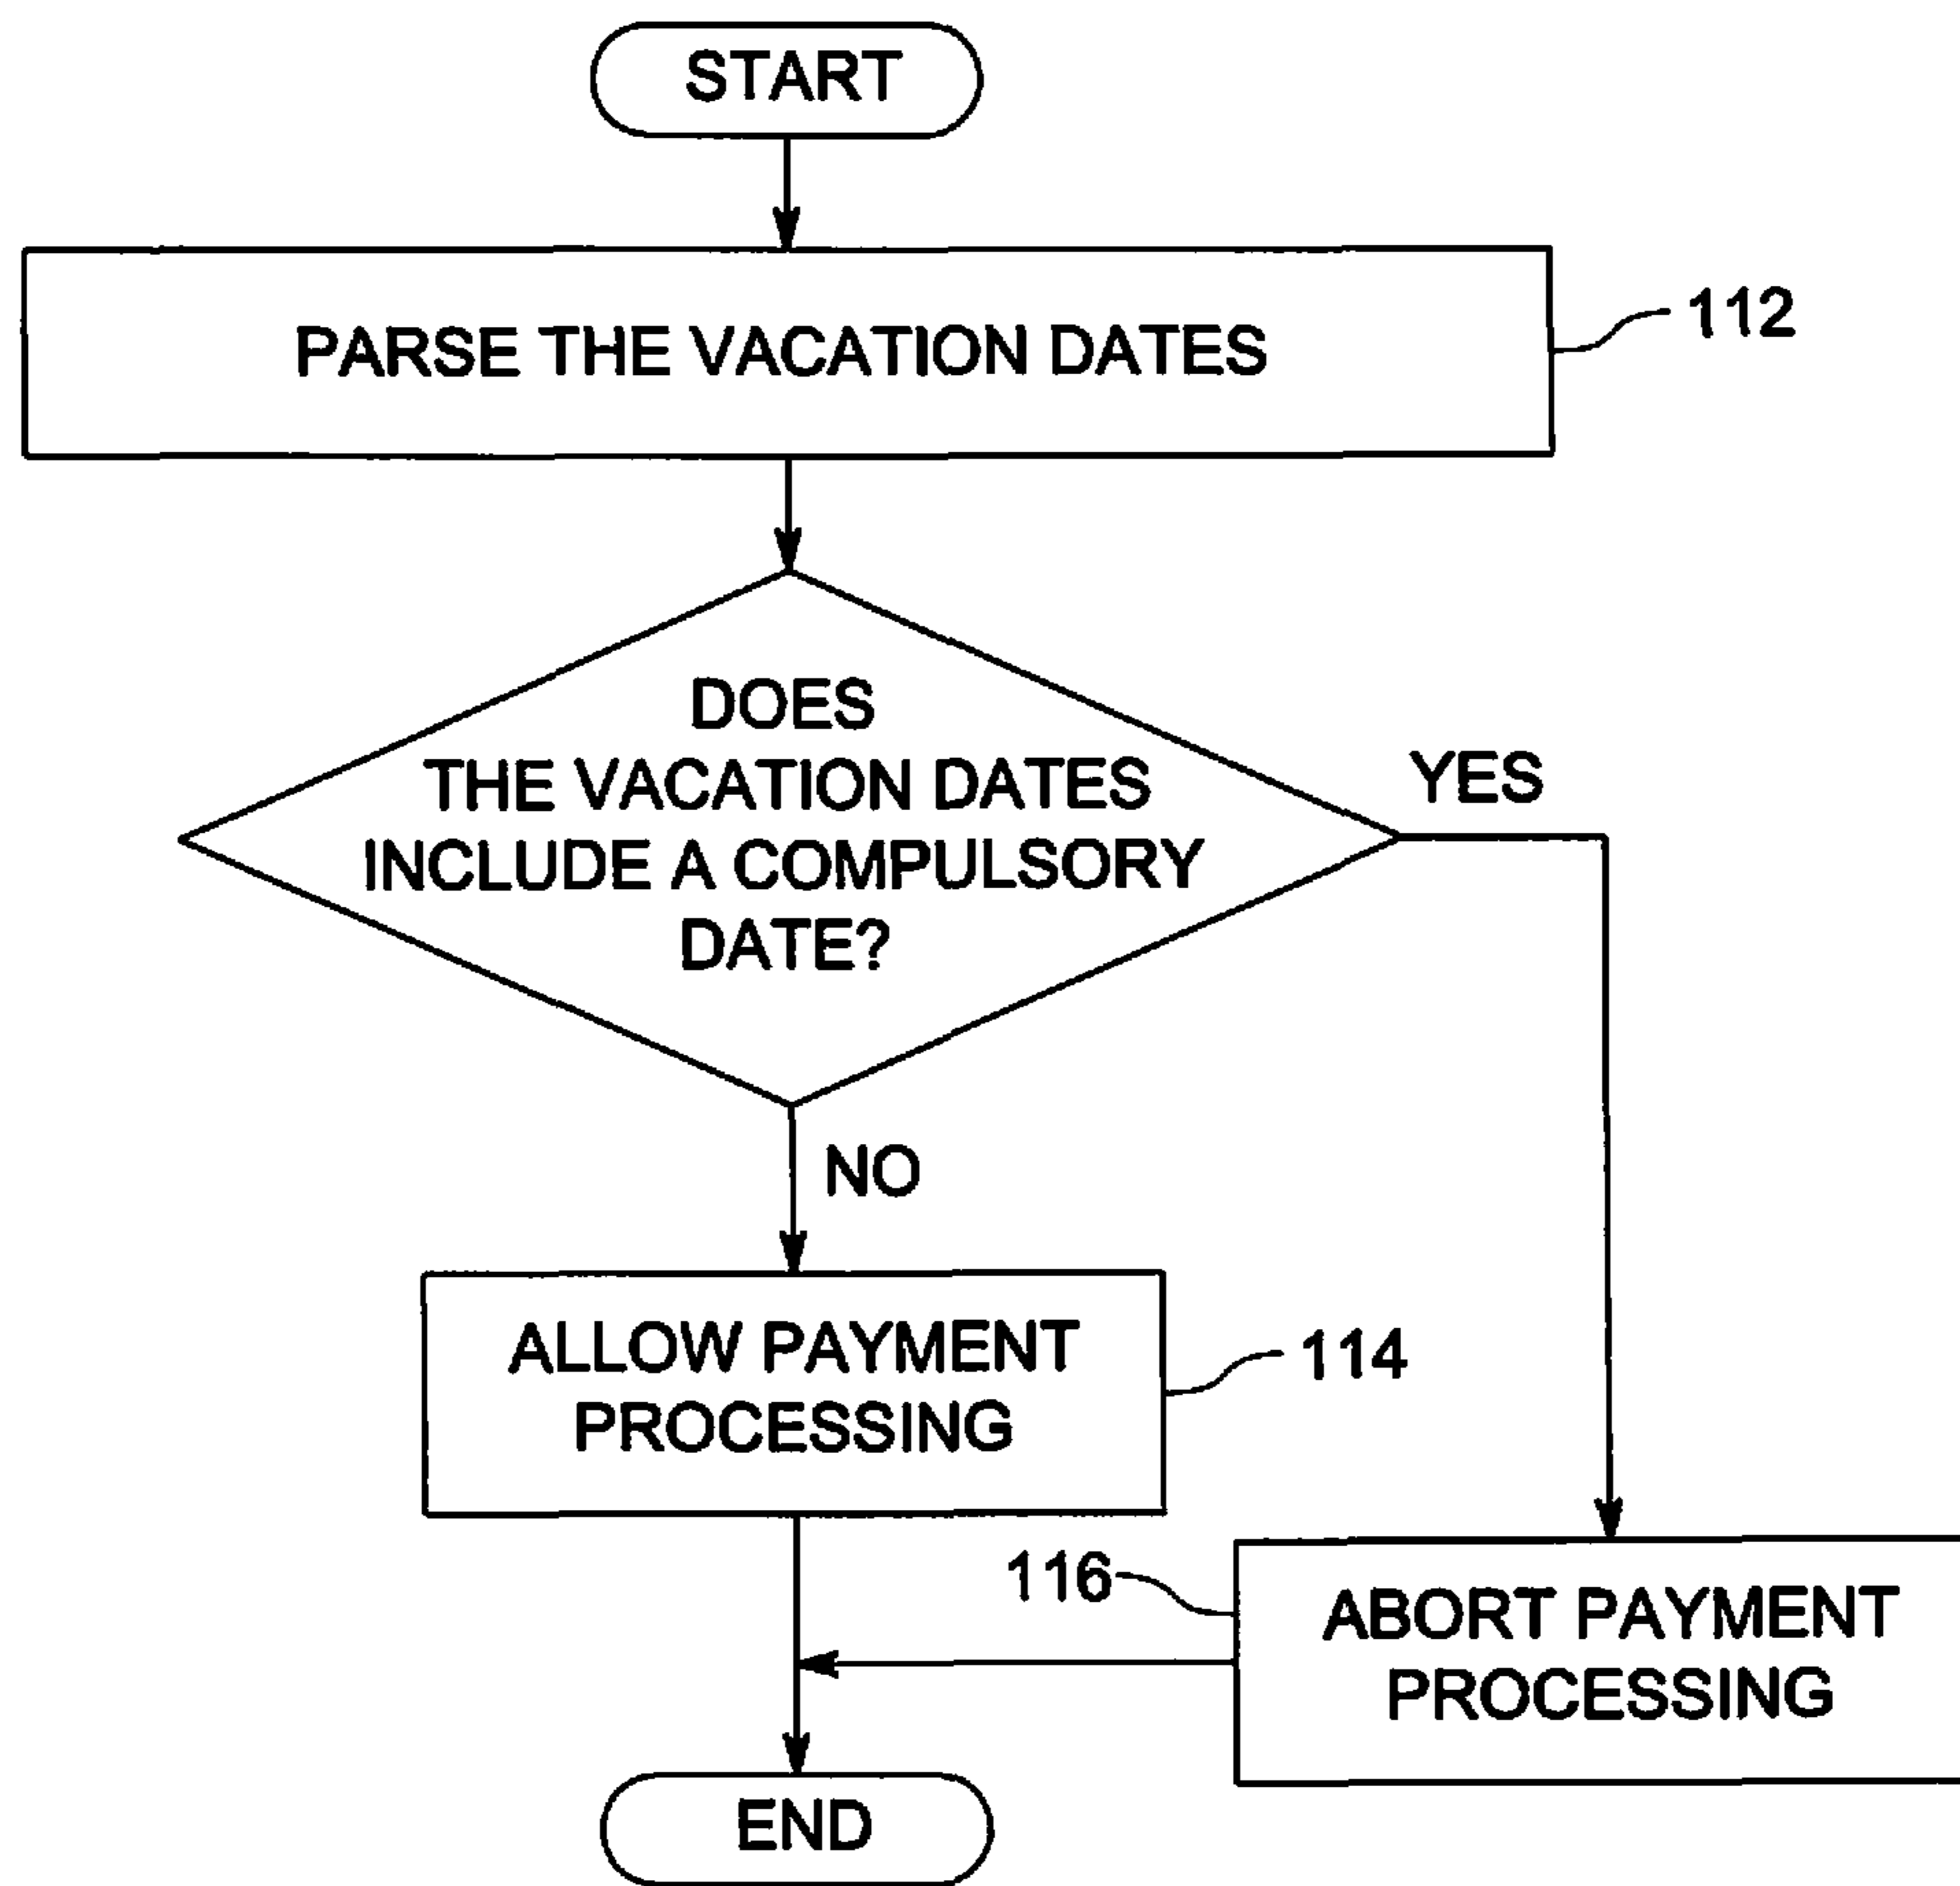 START
PARSE THE VACATION DATES
112
DOES
THE VACATION DATES
INCLUDE A COMPULSORY
DATE?
YES
NO
ALLOW PAYMENT
PROCESSING
114
116
ABORT PAYMENT
PROCESSING
END